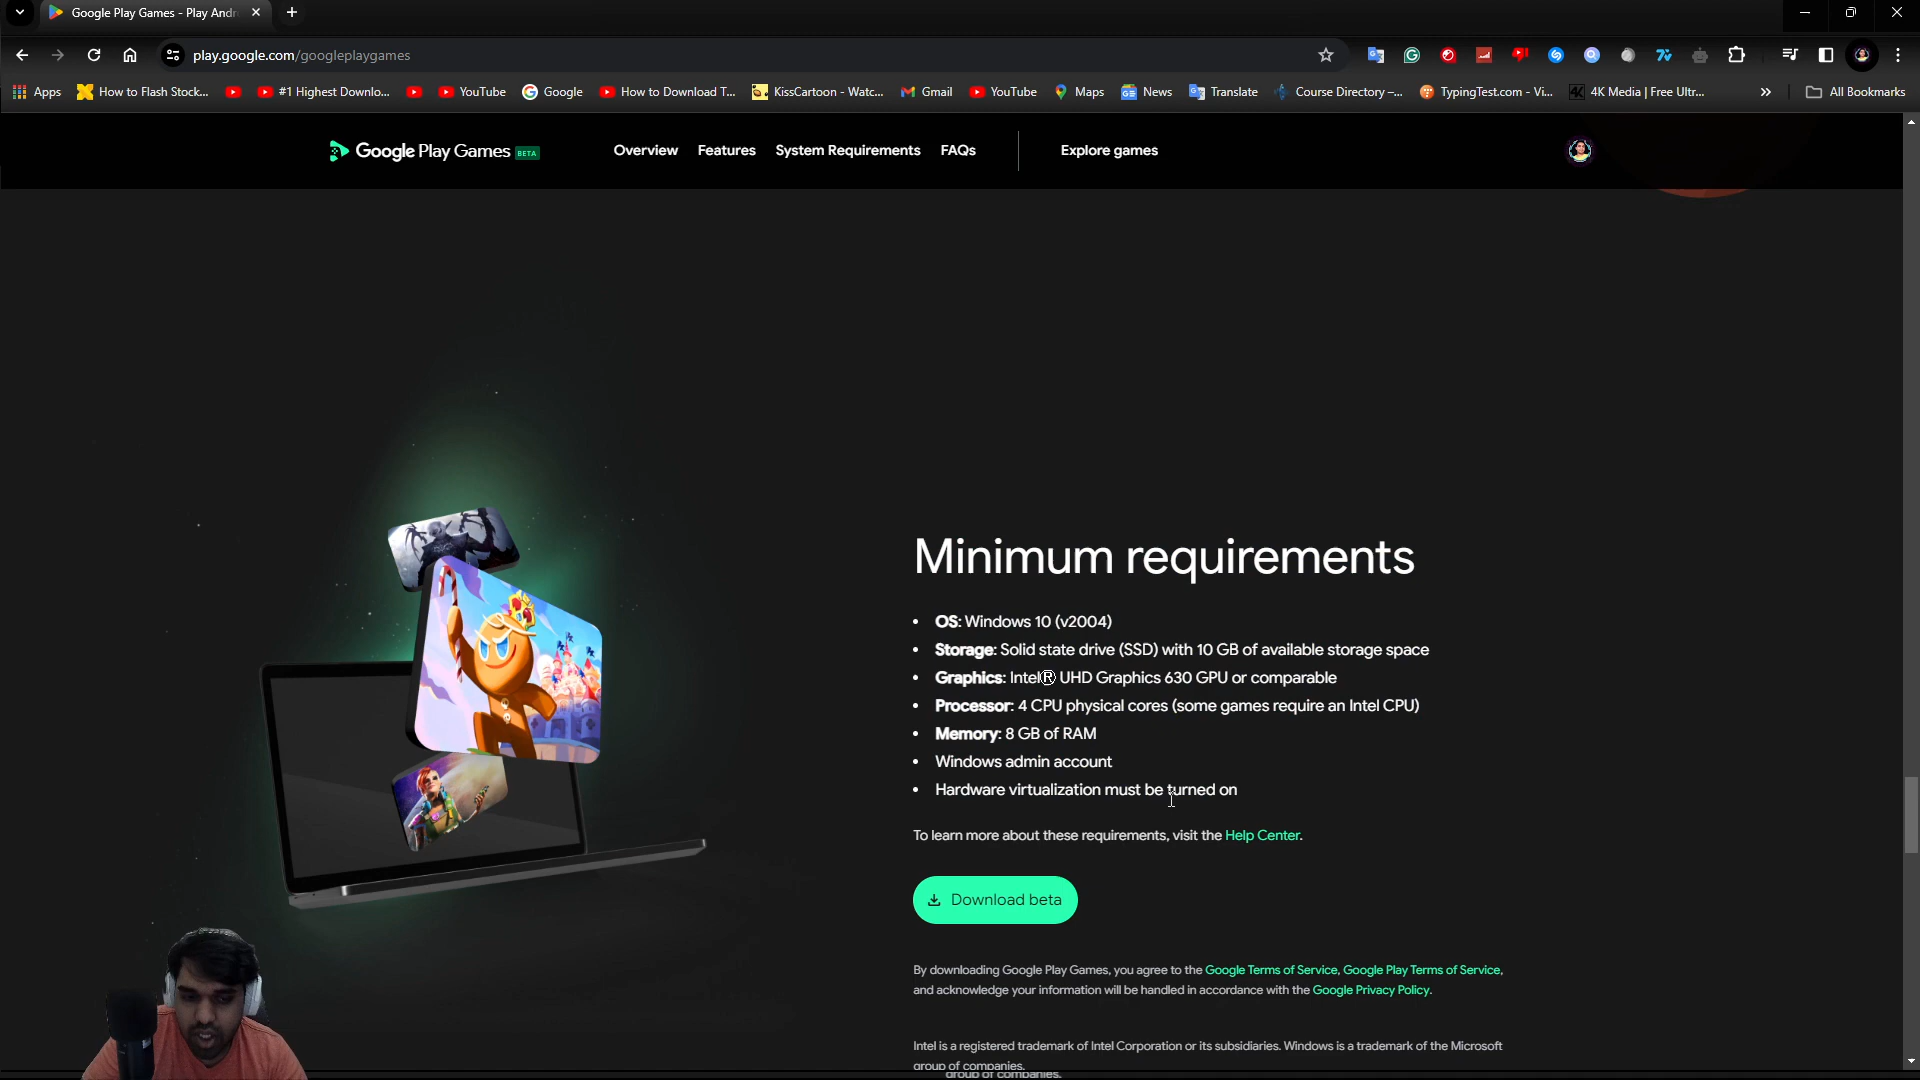 Google Play Games - Play Andr
play.google.com/googleplaygames
Apps
How to Flash Stock...
#1 Highest Downlo...
YouTube
Google
How to Download T...
KissCartoon - Watc...
Gmail
YouTube
Maps
News
Translate
Course Directory –...
TypingTest.com - Vi...
4K Media | Free Ultr...
All Bookmarks
Google Play Games BETA
Overview
Features
System Requirements
FAQs
Explore games
Minimum requirements
• OS: Windows 10 (v2004)
• Storage: Solid state drive (SSD) with 10 GB of available storage space
• Graphics: Intel® UHD Graphics 630 GPU or comparable
• Processor: 4 CPU physical cores (some games require an Intel CPU)
• Memory: 8 GB of RAM
• Windows admin account
• Hardware virtualization must be turned on
To learn more about these requirements, visit the Help Center.
Download beta
By downloading Google Play Games, you agree to the Google Terms of Service, Google Play Terms of Service,
and acknowledge your information will be handled in accordance with the Google Privacy Policy.
Intel is a registered trademark of Intel Corporation or its subsidiaries. Windows is a trademark of the Microsoft
group of companies.
group of companies.